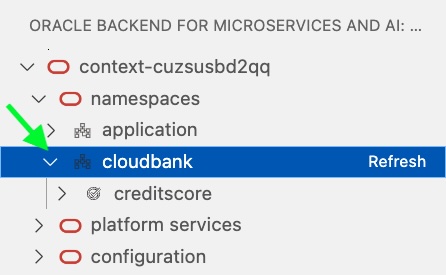 ORACLE BACKEND FOR MICROSERVICES AND AI: ...
context-cuzsusbd2qq
namespaces
application
cloudbank Refresh
creditscore
platform services
configuration